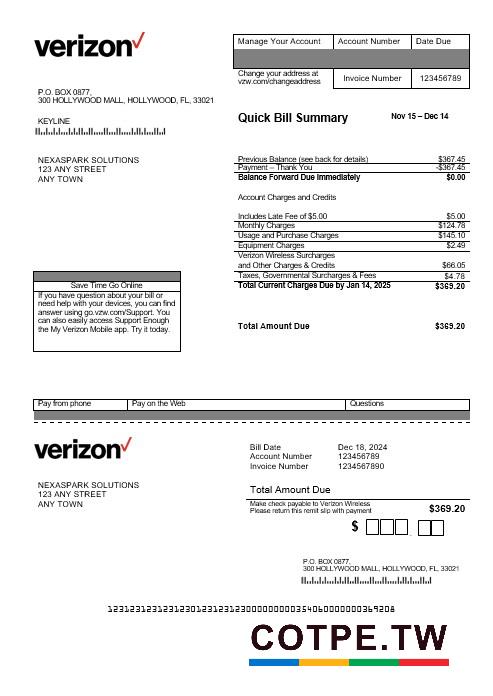 verizon
Manage Your Account Account Number Date Due
Change your address at
vzw.com/changeaddress
Invoice Number 123456789
P.O. BOX 0877,
300 HOLLYWOOD MALL, HOLLYWOOD, FL, 33021
KEYLINE
Quick Bill Summary Nov 15 – Dec 14
NEXASPARK SOLUTIONS
123 ANY STREET
ANY TOWN
Previous Balance (see back for details) $367.45
Payment – Thank You -$367.45
Balance Forward Due Immediately $0.00
Account Charges and Credits
Includes Late Fee of $5.00 $5.00
Monthly Charges $124.78
Usage and Purchase Charges $145.10
Equipment Charges $2.49
Verizon Wireless Surcharges
and Other Charges & Credits $66.05
Taxes, Governmental Surcharges & Fees $4.78
Total Current Charges Due by Jan 14, 2025 $369.20
Save Time Go Online
If you have question about your bill or
need help with your devices, you can find
answer using go.vzw.com/Support. You
can also easily access Support Enough
the My Verizon Mobile app. Try it today.
Total Amount Due $369.20
Pay from phone Pay on the Web Questions
verizon
Bill Date Dec 18, 2024
Account Number 123456789
Invoice Number 1234567890
NEXASPARK SOLUTIONS
123 ANY STREET
ANY TOWN
Total Amount Due
Make check payable to Verizon Wireless
Please return this remit slip with payment
$369.20
$
P.O. BOX 0877,
300 HOLLYWOOD MALL, HOLLYWOOD, FL, 33021
COTPE.TW